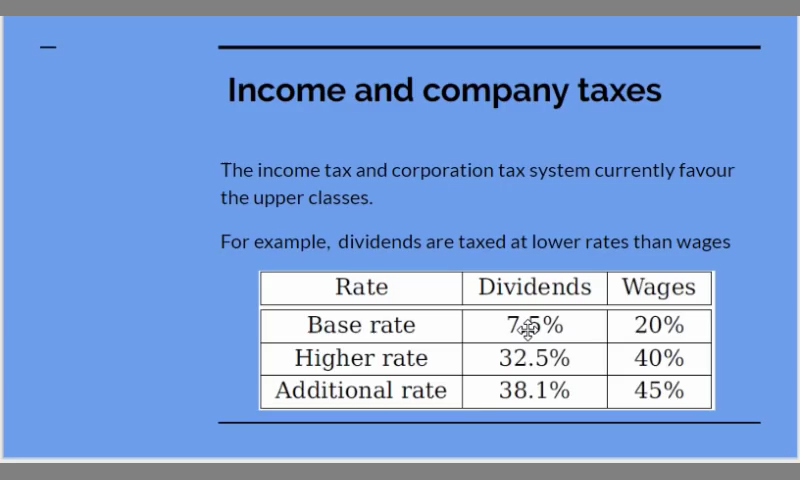 Income and company taxes
The income tax and corporation tax system currently favour
the upper classes.
For example, dividends are taxed at lower rates than wages
Rate Dividends Wages
Base rate 7.5% 20%
Higher rate 32.5% 40%
Additional rate 38.1% 45%